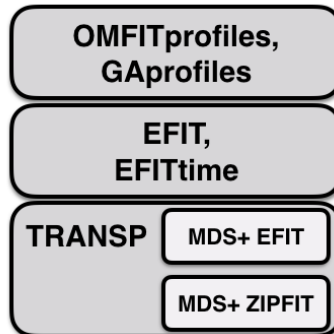 OMFITprofiles,
GAprofiles
EFIT,
EFITtime
TRANSP
MDS+ EFIT
MDS+ ZIPFIT